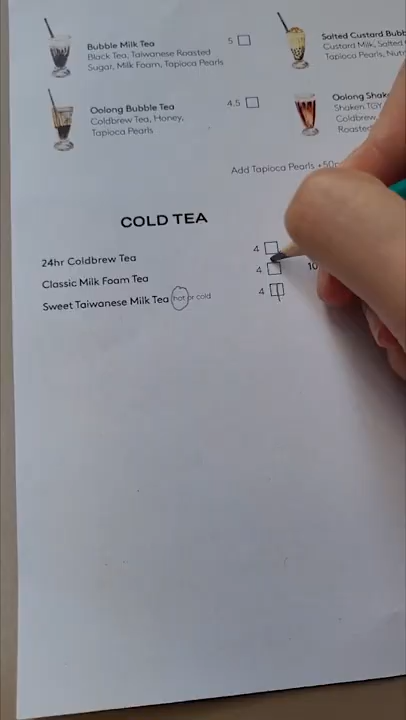 Bubble Milk Tea
Black Tea, Taiwanese Roasted
Sugar, Milk Foam, Tapioca Pearls
5
Salted Custard Bubb
Custard Milk, Salted
Tapioca Pearls,
Oolong Bubble Tea
Coldbrew Tea, Honey,
Tapioca Pearls
4.5
Oolong Shak
Shaken TGY
Coldbrew,
Roasted
Add Tapioca Pearls +50p
COLD TEA
24hr Coldbrew Tea 4
Classic Milk Foam Tea 4 10
Sweet Taiwanese Milk Tea hot or cold 4